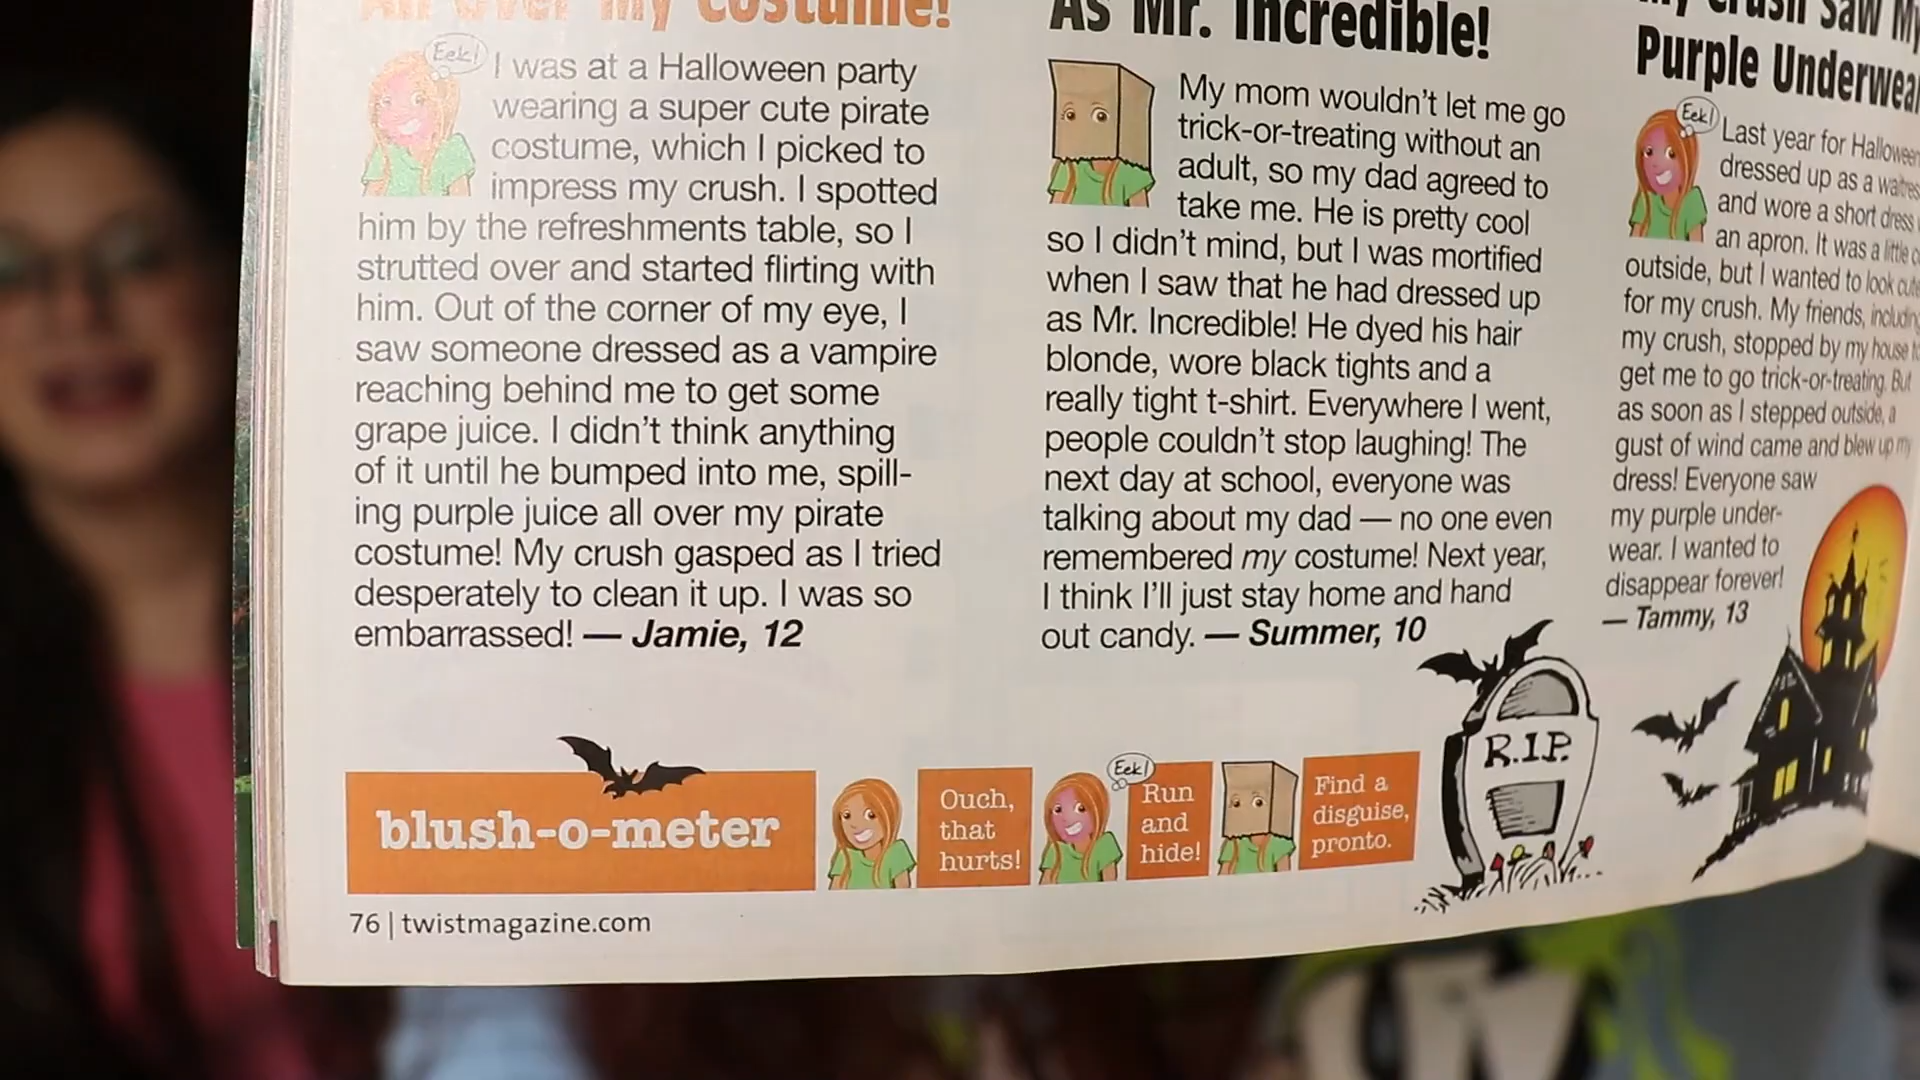 All Over My Costume!
Eek!
I was at a Halloween party
wearing a super cute pirate
costume, which I picked to
impress my crush. I spotted
him by the refreshments table, so I
strutted over and started flirting with
him. Out of the corner of my eye, I
saw someone dressed as a vampire
reaching behind me to get some
grape juice. I didn't think anything
of it until he bumped into me, spill-
ing purple juice all over my pirate
costume! My crush gasped as I tried
desperately to clean it up. I was so
embarrassed! — Jamie, 12
As Mr. Incredible!
My mom wouldn't let me go
trick-or-treating without an
adult, so my dad agreed to
take me. He is pretty cool
so I didn't mind, but I was mortified
when I saw that he had dressed up
as Mr. Incredible! He dyed his hair
blonde, wore black tights and a
really tight t-shirt. Everywhere I went,
people couldn't stop laughing! The
next day at school, everyone was
talking about my dad — no one even
remembered my costume! Next year,
I think I'll just stay home and hand
out candy. — Summer, 10
My Crush Saw My
Purple Underwear
Eek!
Last year for Halloween
dressed up as a waitress
and wore a short dress
an apron. It was a little
outside, but I wanted to look cute
for my crush. My friends, including
my crush, stopped by my house to
get me to go trick-or-treating. But
as soon as I stepped outside, a
gust of wind came and blew up my
dress! Everyone saw
my purple under-
wear. I wanted to
disappear forever!
— Tammy, 13
R.I.P.
blush-o-meter
Ouch,
that
hurts!
Eek!
Run
and
hide!
Find a
disguise,
pronto.
76 | twistmagazine.com